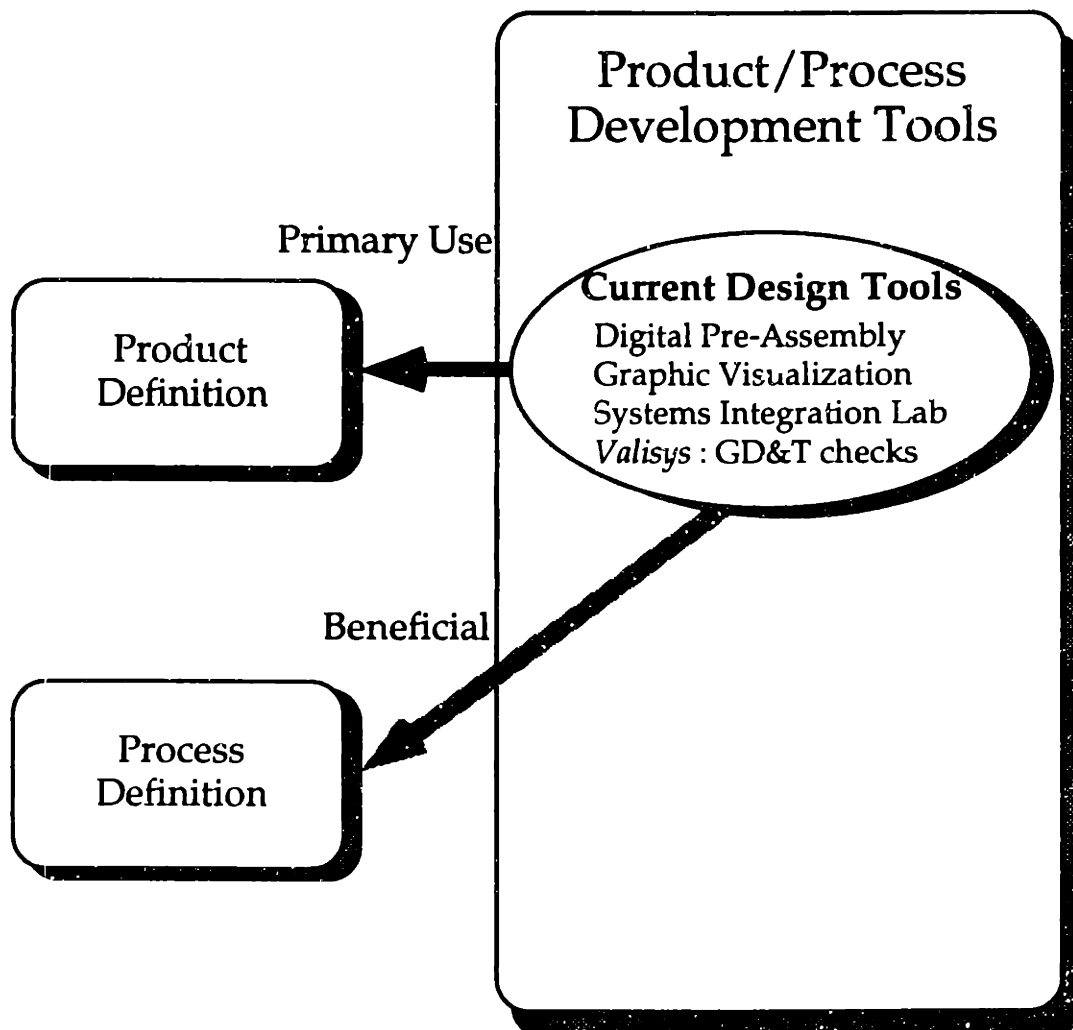 Product/Process
Development Tools
Primary Use
Current Design Tools
Digital Pre-Assembly
Graphic Visualization
Systems Integration Lab
Valisys : GD&T checks
Product
Definition
Beneficial
Process
Definition